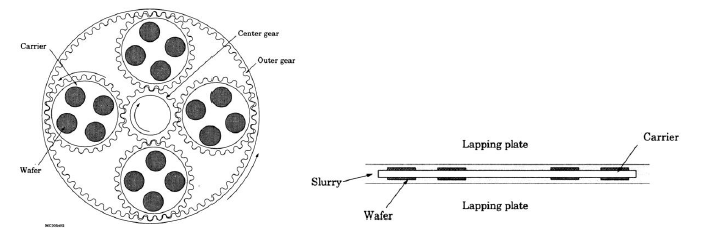 Center gear
Carrier
Outer gear
Wafer
Lapping plate
Carrier
Slurry
Wafer
Lapping plate